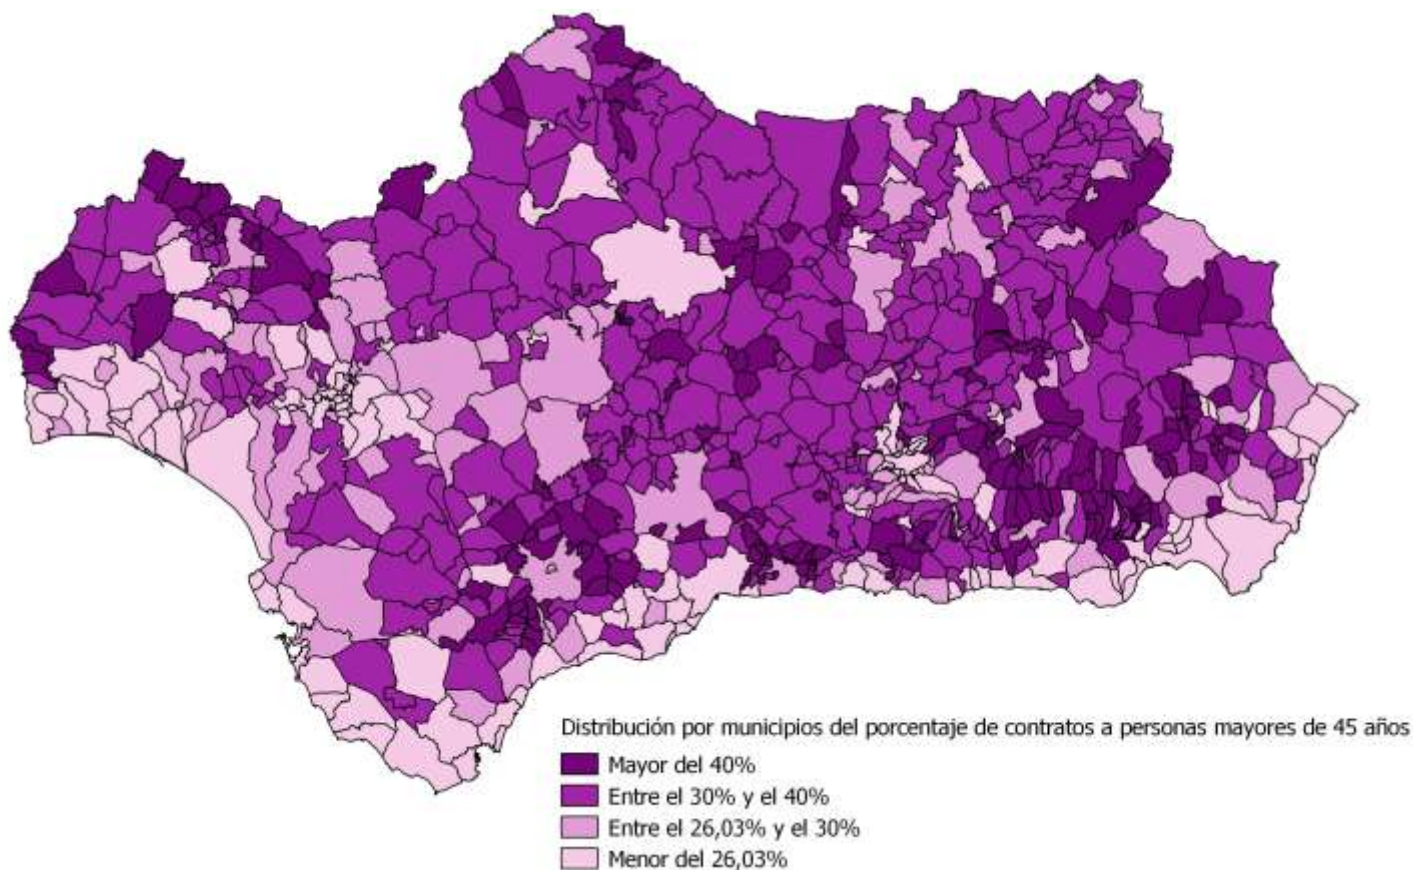 Distribución por municipios del porcentaje de contratos a personas mayores de 45 años
Mayor del 40%
Entre el 30% y el 40%
Entre el 26,03% y el 30%
Menor del 26,03%